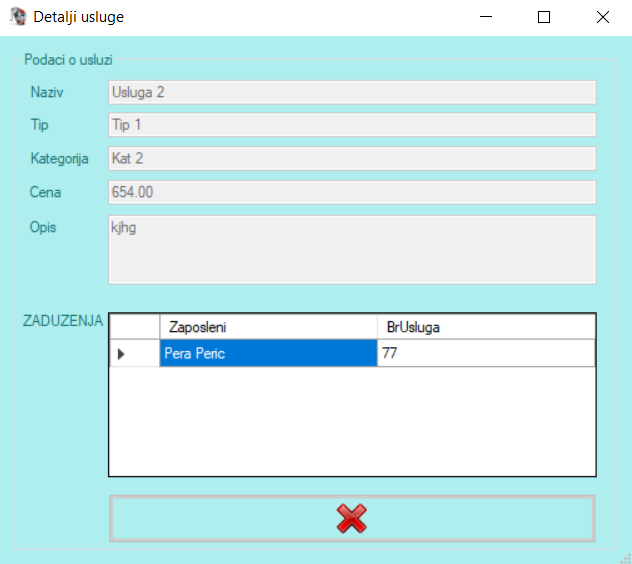 Detalji usluge
Podaci o usluzi
Naziv Usluga 2
Tip Tip 1
Kategorija Kat 2
Cena 654.00
Opis kjhg
ZADUZENJA
Zaposleni BrUsluga
Pera Peric 77